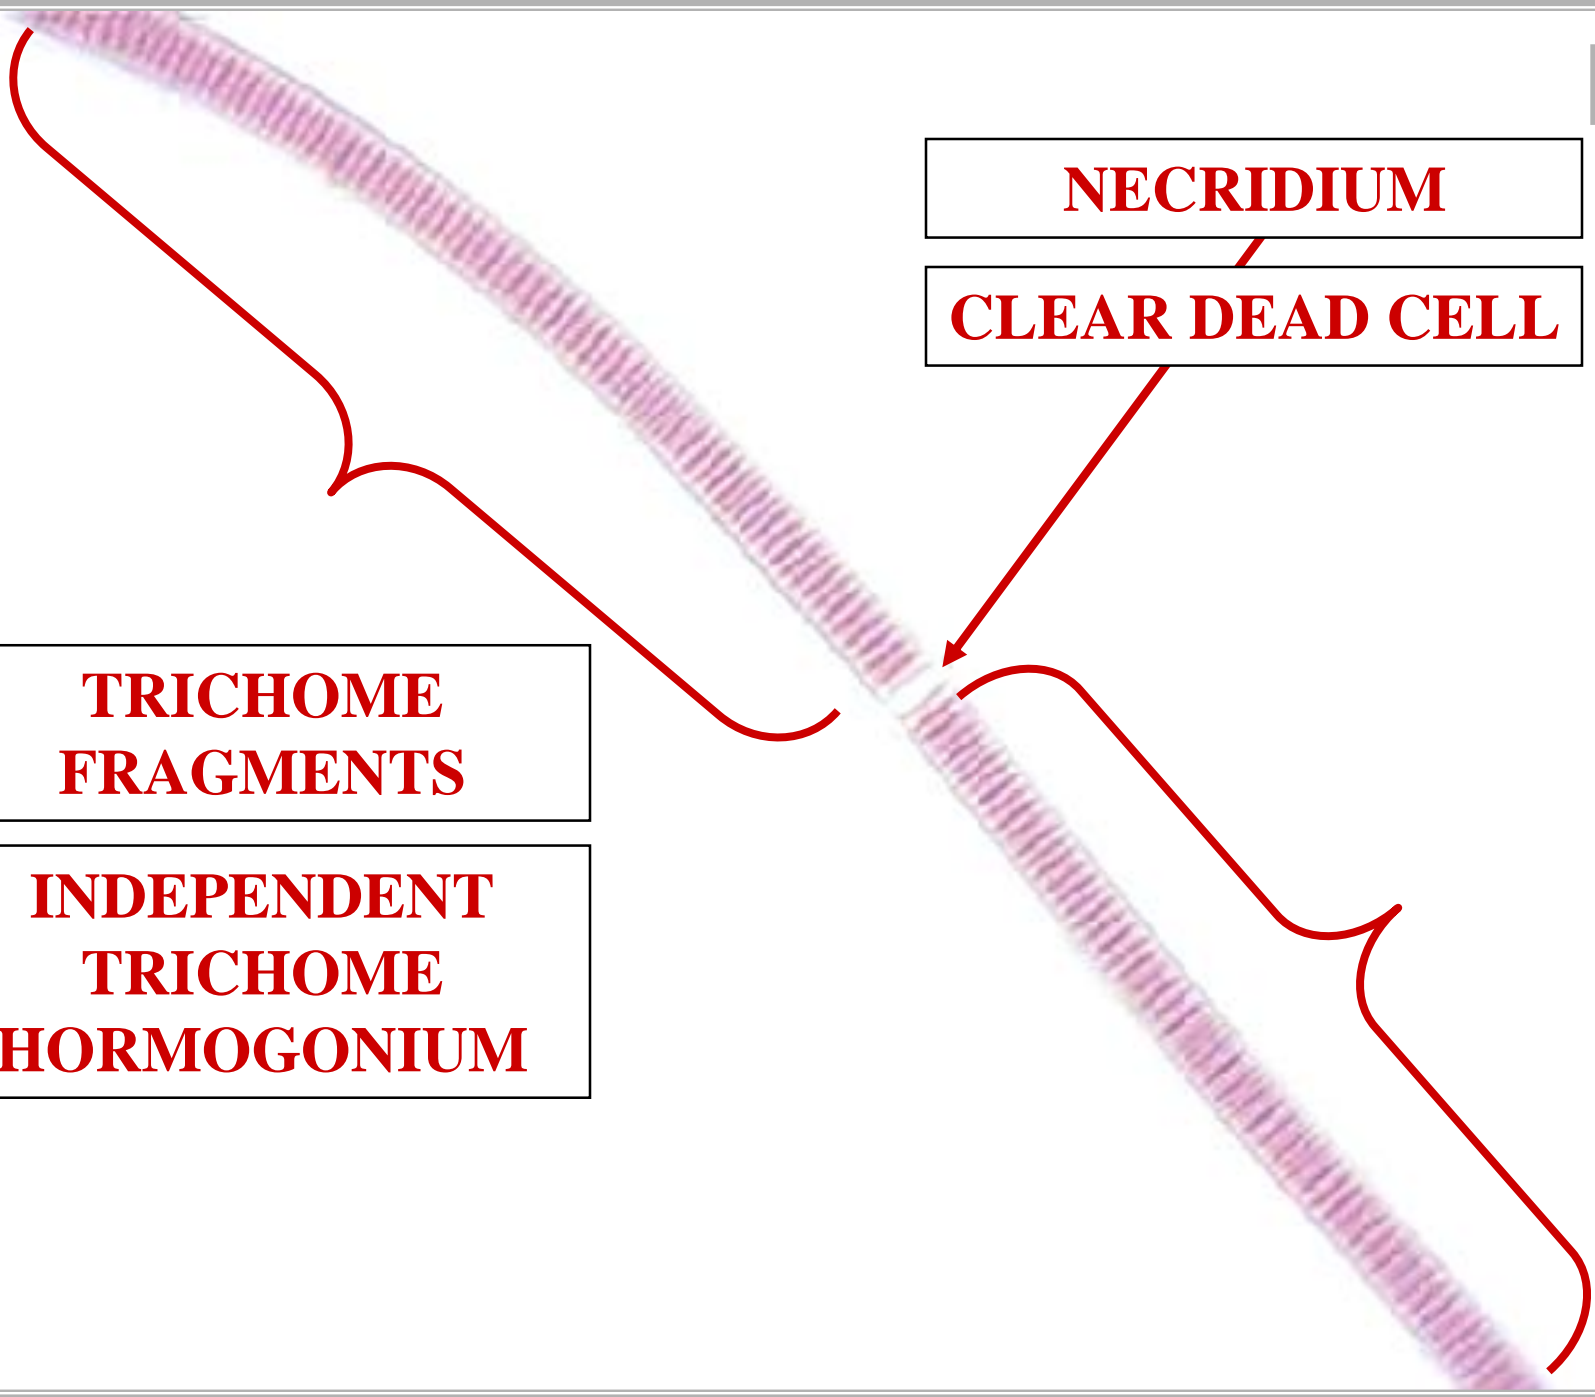 NECRIDIUM
CLEAR DEAD CELL
TRICHOME
FRAGMENTS
INDEPENDENT
TRICHOME
HORMOGONIUM